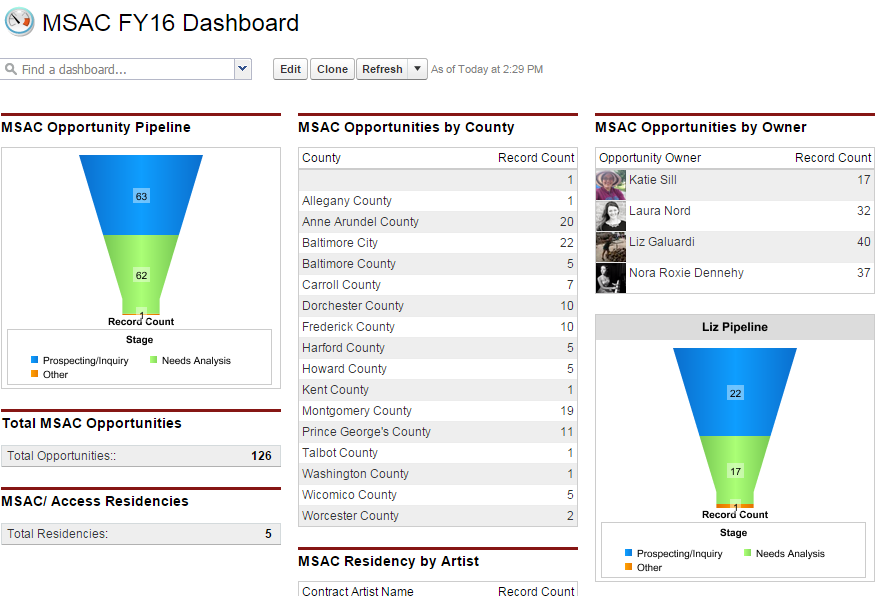 MSAC FY16 Dashboard
Find a dashboard...
Edit Clone Refresh As of Today at 2:29 PM
MSAC Opportunity Pipeline
63
62
1
Record Count
Stage
Prospecting/Inquiry Needs Analysis
Other
Total MSAC Opportunities
Total Opportunities:: 126
MSAC/ Access Residencies
Total Residencies: 5
MSAC Opportunities by County
County Record Count
1
Allegany County 1
Anne Arundel County 20
Baltimore City 22
Baltimore County 5
Carroll County 7
Dorchester County 10
Frederick County 10
Harford County 5
Howard County 5
Kent County 1
Montgomery County 19
Prince George's County 11
Talbot County 1
Washington County 1
Wicomico County 5
Worcester County 2
MSAC Residency by Artist
Contract Artist Name Record Count
MSAC Opportunities by Owner
Opportunity Owner Record Count
Katie Sill 17
Laura Nord 32
Liz Galuardi 40
Nora Roxie Dennehy 37
Liz Pipeline
22
17
1
Record Count
Stage
Prospecting/Inquiry Needs Analysis
Other